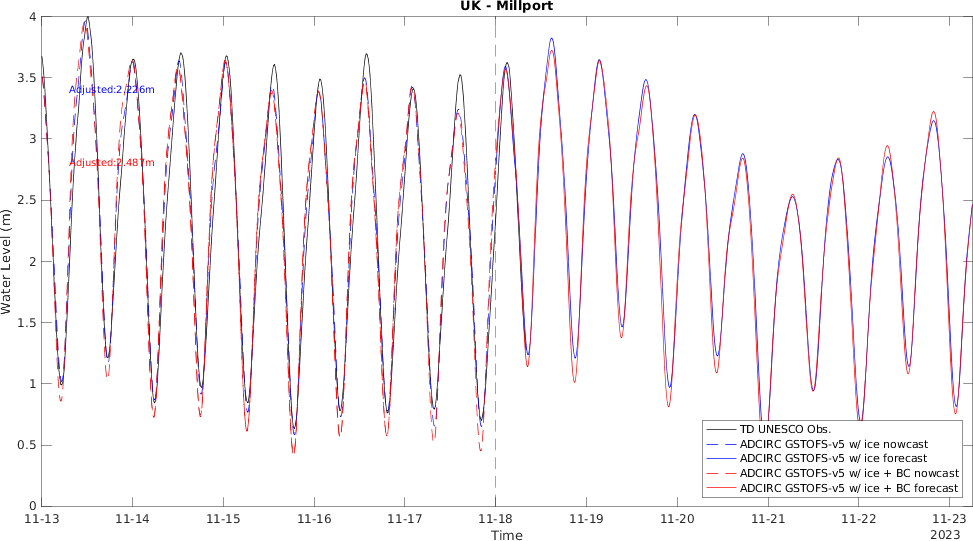 UK - Millport
4
3.5
3
2.5
2
1.5
1
0.5
0
Water Level (m)
Adjusted:2.226m
Adjusted:2.487m
TD UNESCO Obs.
ADCIRC GSTOFS-v5 w/ ice nowcast
ADCIRC GSTOFS-v5 w/ ice forecast
ADCIRC GSTOFS-v5 w/ ice + BC nowcast
ADCIRC GSTOFS-v5 w/ ice + BC forecast
11-13 11-14 11-15 11-16 11-17 11-18 11-19 11-20 11-21 11-22 11-23
Time
2023